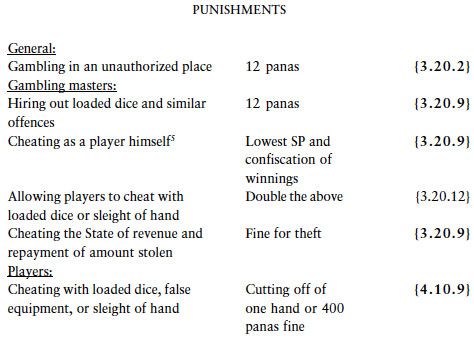 PUNISHMENTS
General:
Gambling in an unauthorized place 12 panas {3.20.2}
Gambling masters:
Hiring out loaded dice and similar 12 panas {3.20.9}
offences
Cheating as a player himself⁵ Lowest SP and {3.20.9}
confiscation of
winnings
Allowing players to cheat with Double the above {3.20.12}
loaded dice or sleight of hand
Cheating the State of revenue and Fine for theft {3.20.9}
repayment of amount stolen
Players:
Cheating with loaded dice, false Cutting off of {4.10.9}
equipment, or sleight of hand one hand or 400
panas fine